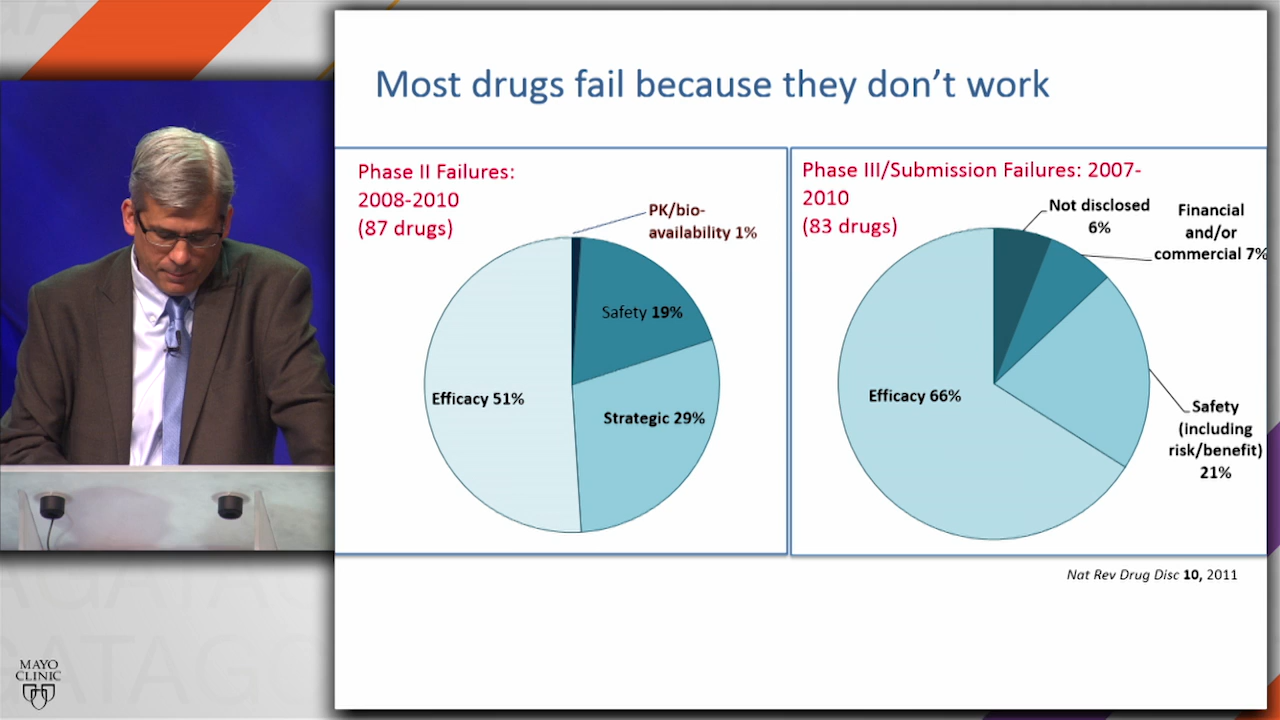 Most drugs fail because they don't work
Phase II Failures:
2008-2010
(87 drugs)
PK/bio-
availability 1%
Safety 19%
Strategic 29%
Efficacy 51%
Phase III/Submission Failures: 2007-
2010
(83 drugs)
Not disclosed
6%
Financial
and/or
commercial 7%
Efficacy 66%
Safety
(including
risk/benefit)
21%
Nat Rev Drug Disc 10, 2011
MAYO
CLINIC